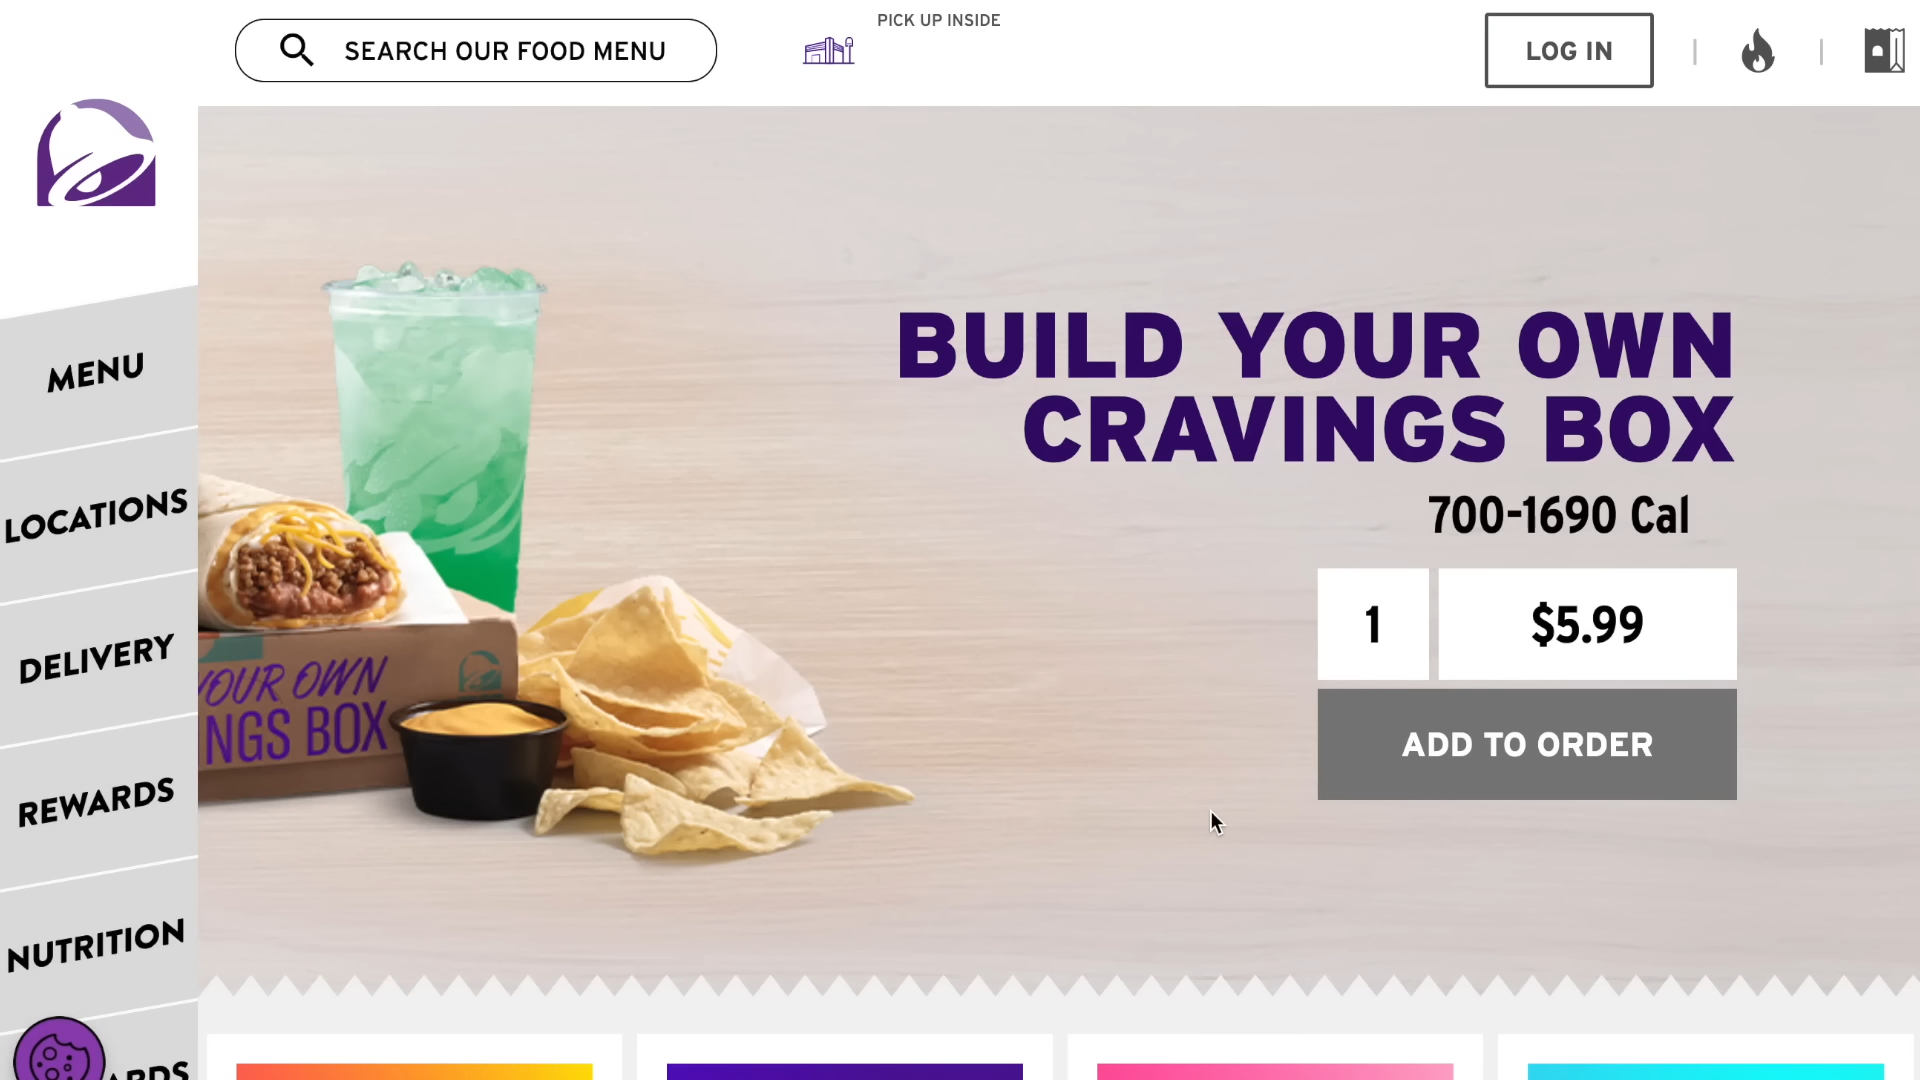 SEARCH OUR FOOD MENU
PICK UP INSIDE
LOG IN
MENU
LOCATIONS
DELIVERY
REWARDS
NUTRITION
BUILD YOUR OWN
CRAVINGS BOX
700-1690 Cal
1
$5.99
ADD TO ORDER
YOUR OWN
NGS BOX